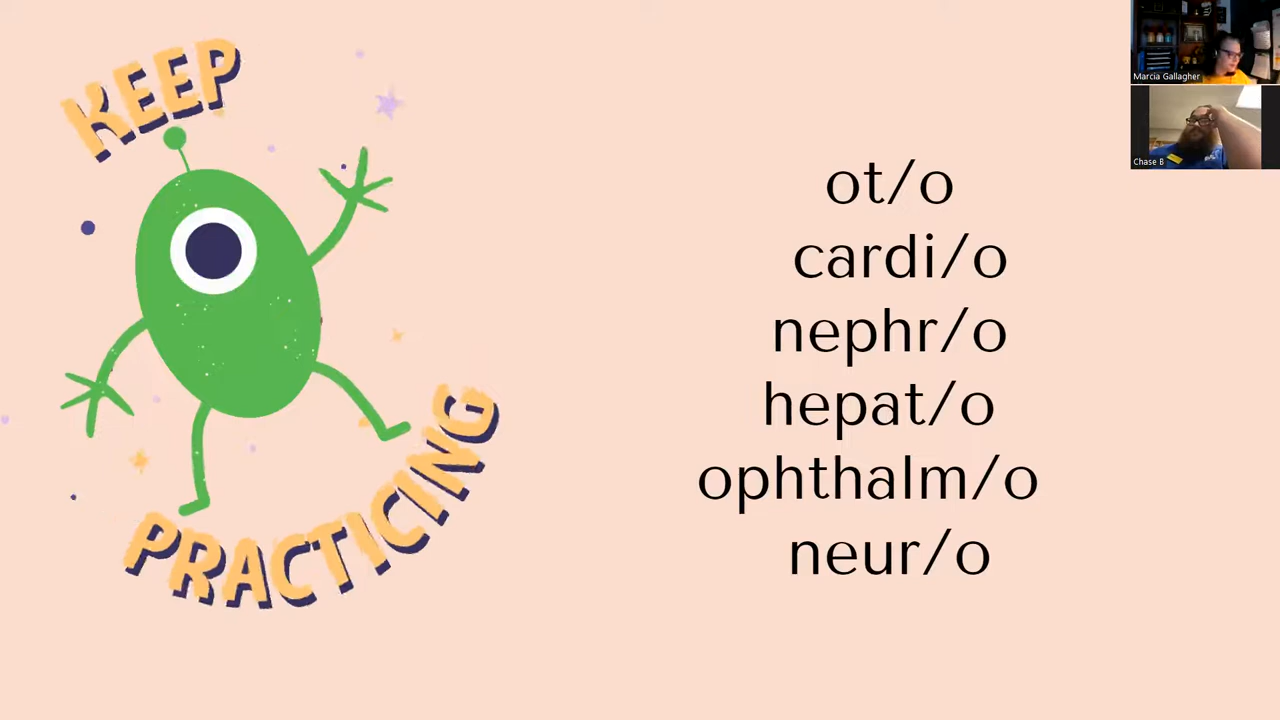 KEEP
PRACTICING
ot/o
cardi/o
nephr/o
hepat/o
ophthalm/o
neur/o
Marcia Gallagher
Chase B